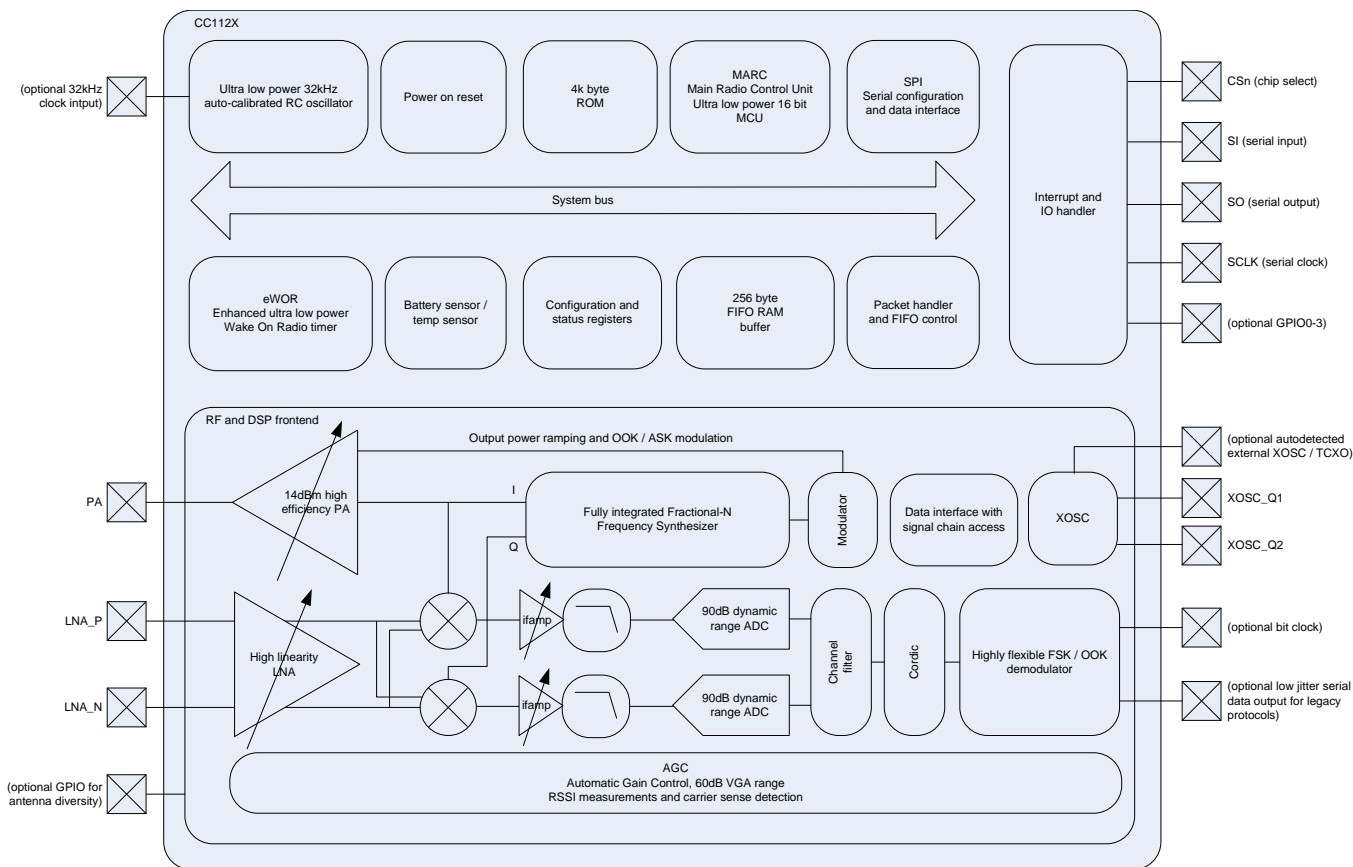 CC112X
(optional 32kHz
clock intput)
Ultra low power 32kHz
auto-calibrated RC oscillator
Power on reset
4k byte
ROM
MARC
Main Radio Control Unit
Ultra low power 16 bit
MCU
SPI
Serial configuration
and data interface
System bus
Interrupt and
IO handler
CSn (chip select)
SI (serial input)
SO (serial output)
SCLK (serial clock)
(optional GPIO0-3)
eWOR
Enhanced ultra low power
Wake On Radio timer
Battery sensor /
temp sensor
Configuration and
status registers
256 byte
FIFO RAM
buffer
Packet handler
and FIFO control
RF and DSP frontend
Output power ramping and OOK / ASK modulation
(optional autodetected
external XOSC / TCXO)
PA
14dBm high
efficiency PA
I
Q
Fully integrated Fractional-N
Frequency Synthesizer
Modulator
Data interface with
signal chain access
XOSC
XOSC_Q1
XOSC_Q2
LNA_P
LNA_N
High linearity
LNA
ifamp
90dB dynamic
range ADC
ifamp
90dB dynamic
range ADC
Channel
filter
Cordic
Highly flexible FSK / OOK
demodulator
(optional bit clock)
(optional low jitter serial
data output for legacy
protocols)
(optional GPIO for
antenna diversity)
AGC
Automatic Gain Control, 60dB VGA range
RSSI measurements and carrier sense detection